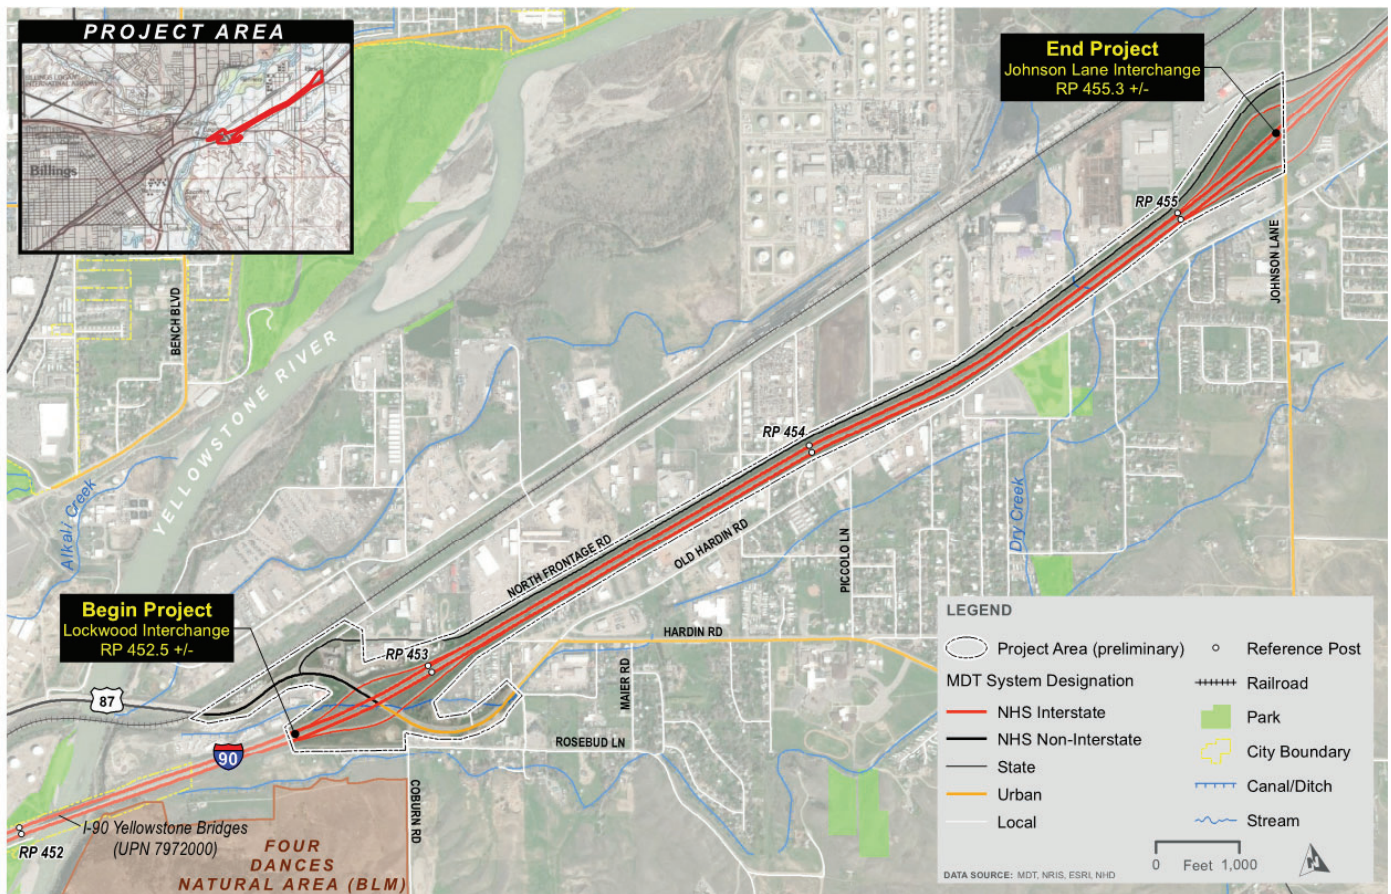 PROJECT AREA
Billings
End Project
Johnson Lane Interchange
RP 455.3 +/-
RP 455
JOHNSON LANE
BENCH BLVD
YELLOWSTONE RIVER
RP 454
Alkali Creek
NORTH FRONTAGE RD
OLD HARDIN RD
PICCOLO LN
Dry Creek
Begin Project
Lockwood Interchange
RP 452.5 +/-
HARDIN RD
RP 453
MAIER RD
87
ROSEBUD LN
90
COBURN RD
I-90 Yellowstone Bridges
(UPN 7972000)
RP 452
FOUR
DANCES
NATURAL AREA (BLM)
LEGEND
Project Area (preliminary)
MDT System Designation
NHS Interstate
NHS Non-Interstate
State
Urban
Local
Reference Post
Railroad
Park
City Boundary
Canal/Ditch
Stream
0 Feet 1,000
N
DATA SOURCE: MDT, NRIS, ESRI, NHD